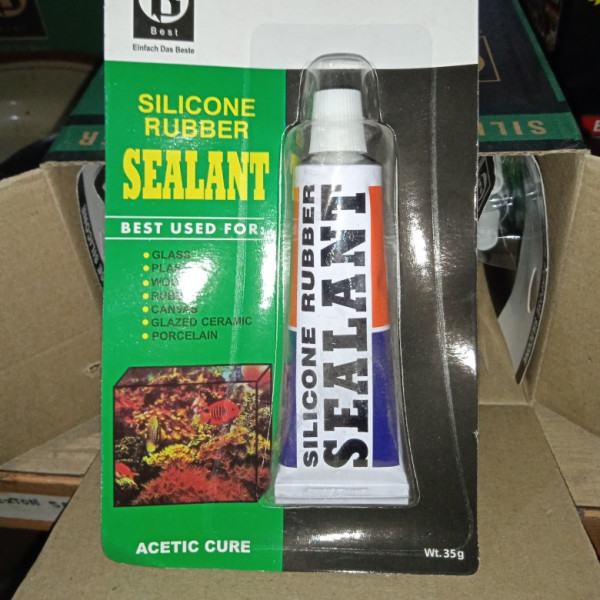 Best
Einfach Das Beste
SILICONE
RUBBER
SEALANT
BEST USED FOR:
GLASS
CANVAS
GLAZED CERAMIC
PORCELAIN
ACETIC CURE
SILICONE RUBBER
SEALANT
Wt. 35g